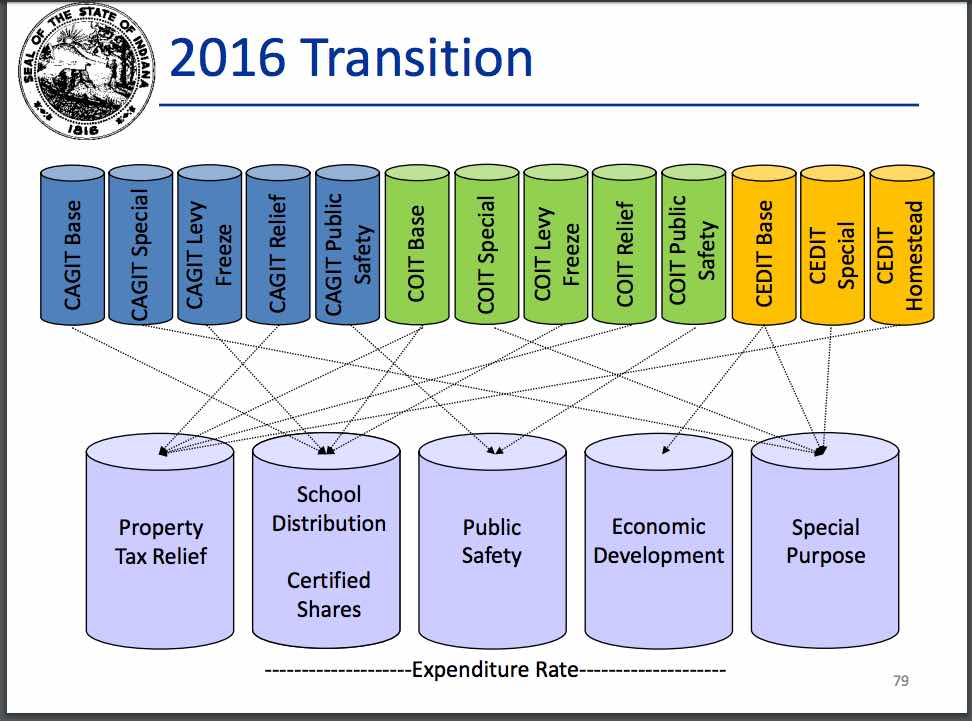 SEAL OF THE STATE OF INDIANA
1816
2016 Transition
CAGIT Base
CAGIT Special
CAGIT Levy
Freeze
CAGIT Relief
CAGIT Public
Safety
COIT Base
COIT Special
COIT Levy
Freeze
COIT Relief
COIT Public
Safety
CEDIT Base
CEDIT
Special
CEDIT
Homestead
Property
Tax Relief
School
Distribution
Certified
Shares
Public
Safety
Economic
Development
Special
Purpose
--------------------Expenditure Rate--------------------
79